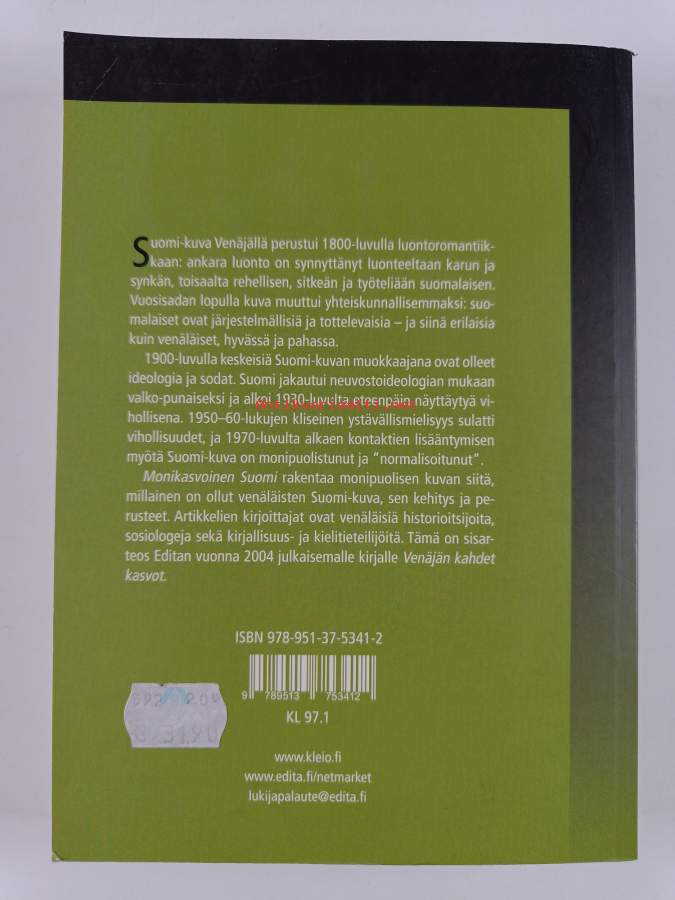 Suomi-kuva Venäjällä perustui 1800-luvulla luontoromantiik-
kaan: ankara luonto on synnyttänyt luonteeltaan karun ja
synkän, toisaalta rehellisen, sitkeän ja työteliään suomalaisen.
Vuosisadan lopulla kuva muuttui yhteiskunnallisemmaksi: suo-
malaiset ovat järjestelmällisiä ja tottelevaisia – ja siinä erilaisia
kuin venäläiset, hyvässä ja pahassa.
1900-luvulla keskeisiä Suomi-kuvan muokkaajana ovat olleet
ideologia ja sodat. Suomi jakautui neuvostoideologian mukaan
valko-punaiseksi ja alkoi 1930-luvulta eteenpäin näyttäytyä vi-
hollisena. 1950–60-lukujen kliseinen ystävällismielisyys sulatti
vihollisuudet, ja 1970-luvulta alkaen kontaktien lisääntymisen
myötä Suomi-kuva on monipuolistunut ja ”normalisoitunut”.
Monikasvoinen Suomi rakentaa monipuolisen kuvan siitä,
millainen on ollut venäläisten Suomi-kuva, sen kehitys ja pe-
rusteet. Artikkelien kirjoittajat ovat venäläisiä historioitsijoita,
sosiologeja sekä kirjallisuus- ja kielitieteilijöitä. Tämä on sisar-
teos Editan vuonna 2004 julkaisemalle kirjalle Venäjän kahdet
kasvot.
ISBN 978-951-37-5341-2
9 789513 753412
KL 97.1
31,90
www.kleio.fi
www.edita.fi/netmarket
lukijapalaute@edita.fi